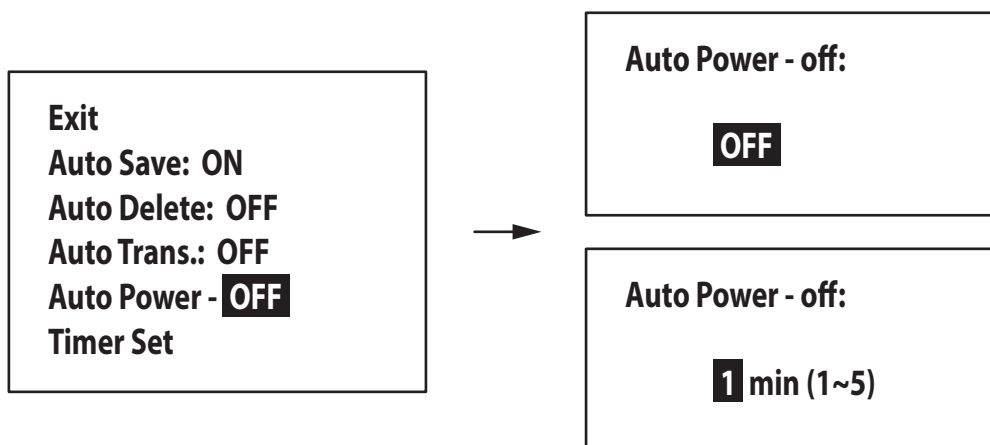 Exit
Auto Save: ON
Auto Delete: OFF
Auto Trans.: OFF
Auto Power - OFF
Timer Set
Auto Power - off:
OFF
Auto Power - off:
1 min (1~5)